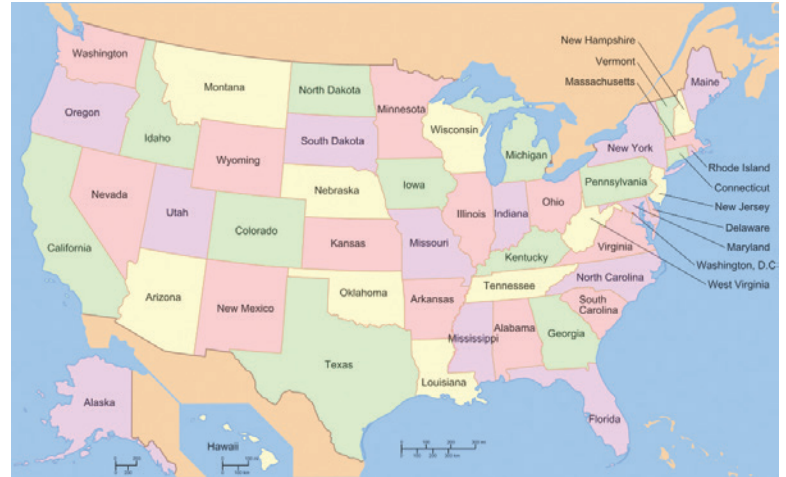 New Hampshire
Vermont
Massachusetts
Washington
Montana
North Dakota
Minnesota
Maine
Oregon
Idaho
Wyoming
South Dakota
Wisconsin
Michigan
New York
Rhode Island
Connecticut
New Jersey
Delaware
Maryland
Washington, D.C
West Virginia
Nevada
Utah
Colorado
Nebraska
Iowa
Illinois
Indiana
Ohio
Pennsylvania
California
Kansas
Missouri
Kentucky
Virginia
Arizona
New Mexico
Oklahoma
Arkansas
Tennessee
North Carolina
South
Carolina
Texas
Louisiana
Mississippi
Alabama
Georgia
Florida
Alaska
Hawaii